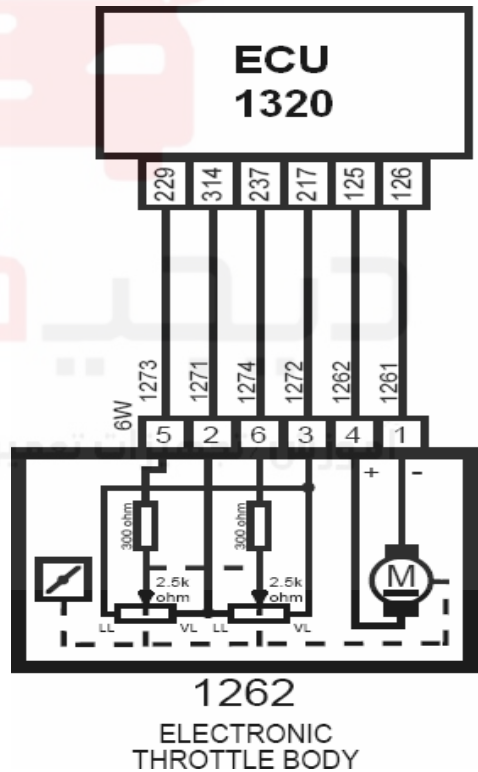 ECU
1320
229 314 237 217 125 126
1273 1271 1274 1272 1262 1261
6W
5 2 6 3 4 1
+ -
300 ohm 300 ohm
2.5k 2.5k
ohm ohm
M
LL VL LL VL
1262
ELECTRONIC
THROTTLE BODY